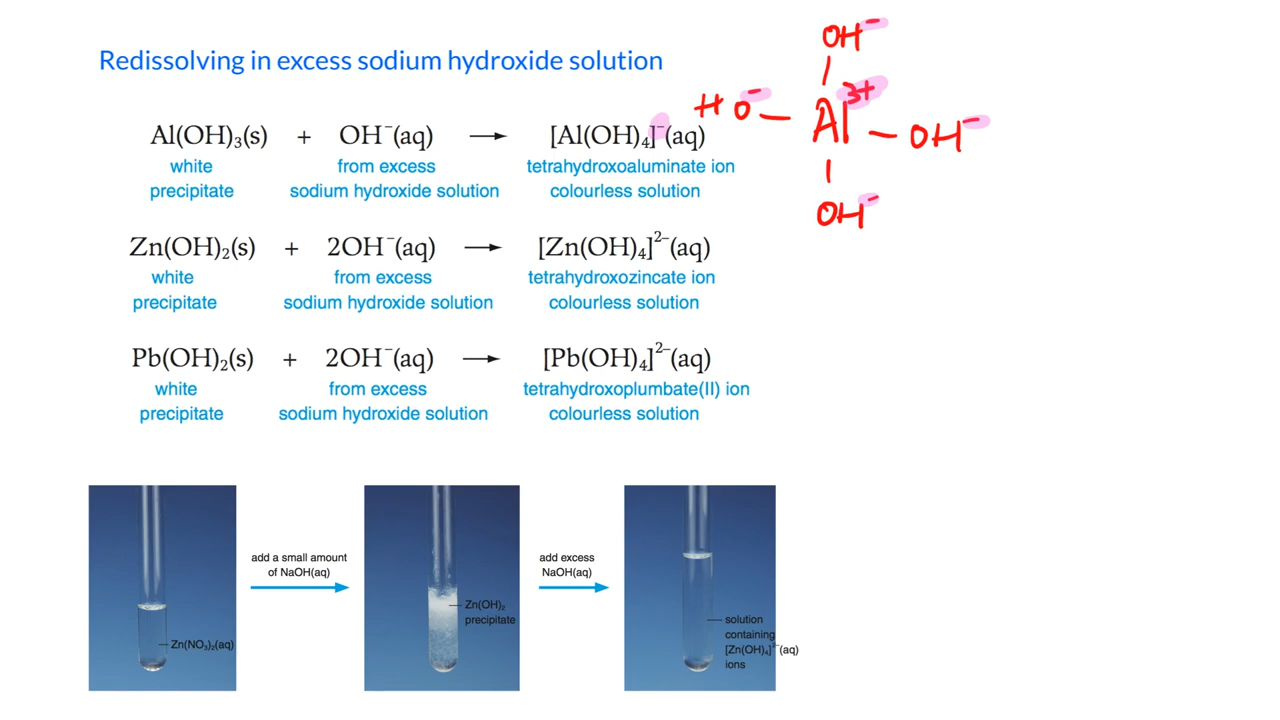 Redissolving in excess sodium hydroxide solution
Al(OH)₃(s) + OH⁻(aq) → [Al(OH)₄]⁻(aq)
white from excess tetrahydroxoaluminate ion
precipitate sodium hydroxide solution colourless solution
Zn(OH)₂(s) + 2OH⁻(aq) → [Zn(OH)₄]²⁻(aq)
white from excess tetrahydroxozincate ion
precipitate sodium hydroxide solution colourless solution
Pb(OH)₂(s) + 2OH⁻(aq) → [Pb(OH)₄]²⁻(aq)
white from excess tetrahydroxoplumbate(II) ion
precipitate sodium hydroxide solution colourless solution
OH⁻
HO⁻ Al³⁺ OH⁻
OH⁻
Zn(NO₃)₂(aq)
add a small amount
of NaOH(aq)
Zn(OH)₂
precipitate
add excess
NaOH(aq)
solution
containing
[Zn(OH)₄]²⁻(aq)
ions